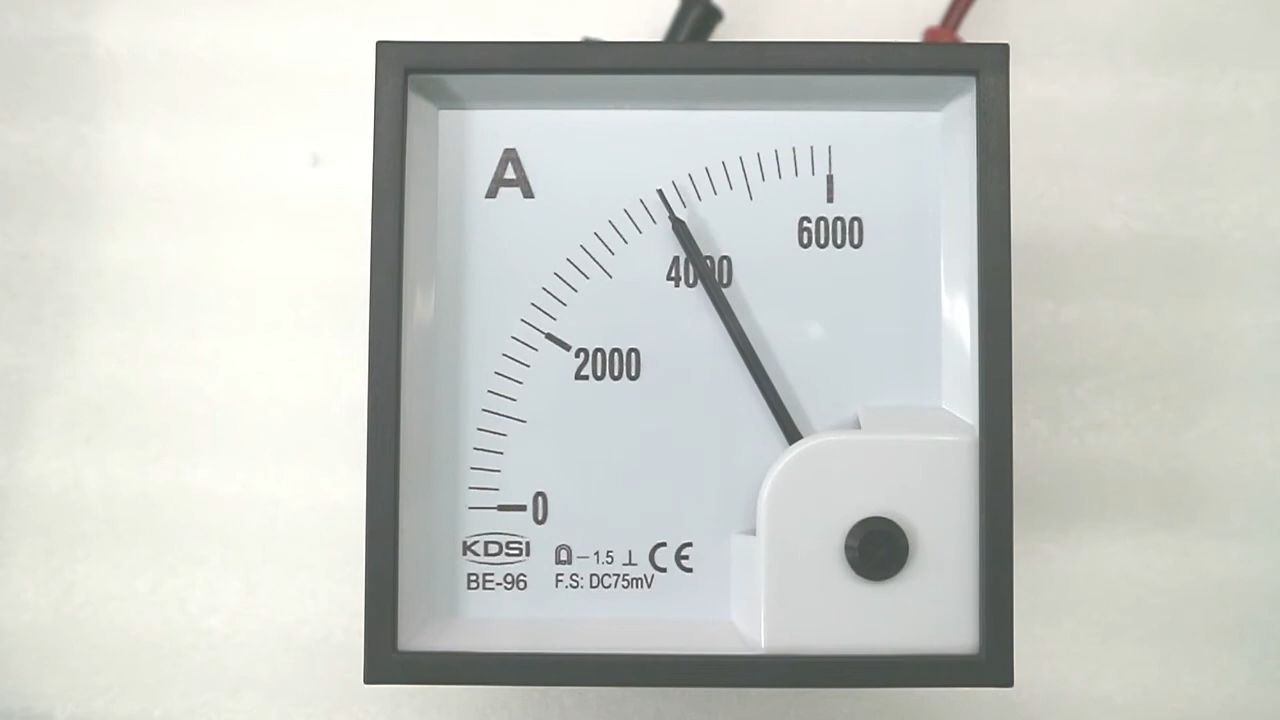 A
6000
4000
2000
0
KDSI
BE-96
1.5 ⊥ CE
F.S: DC75mV